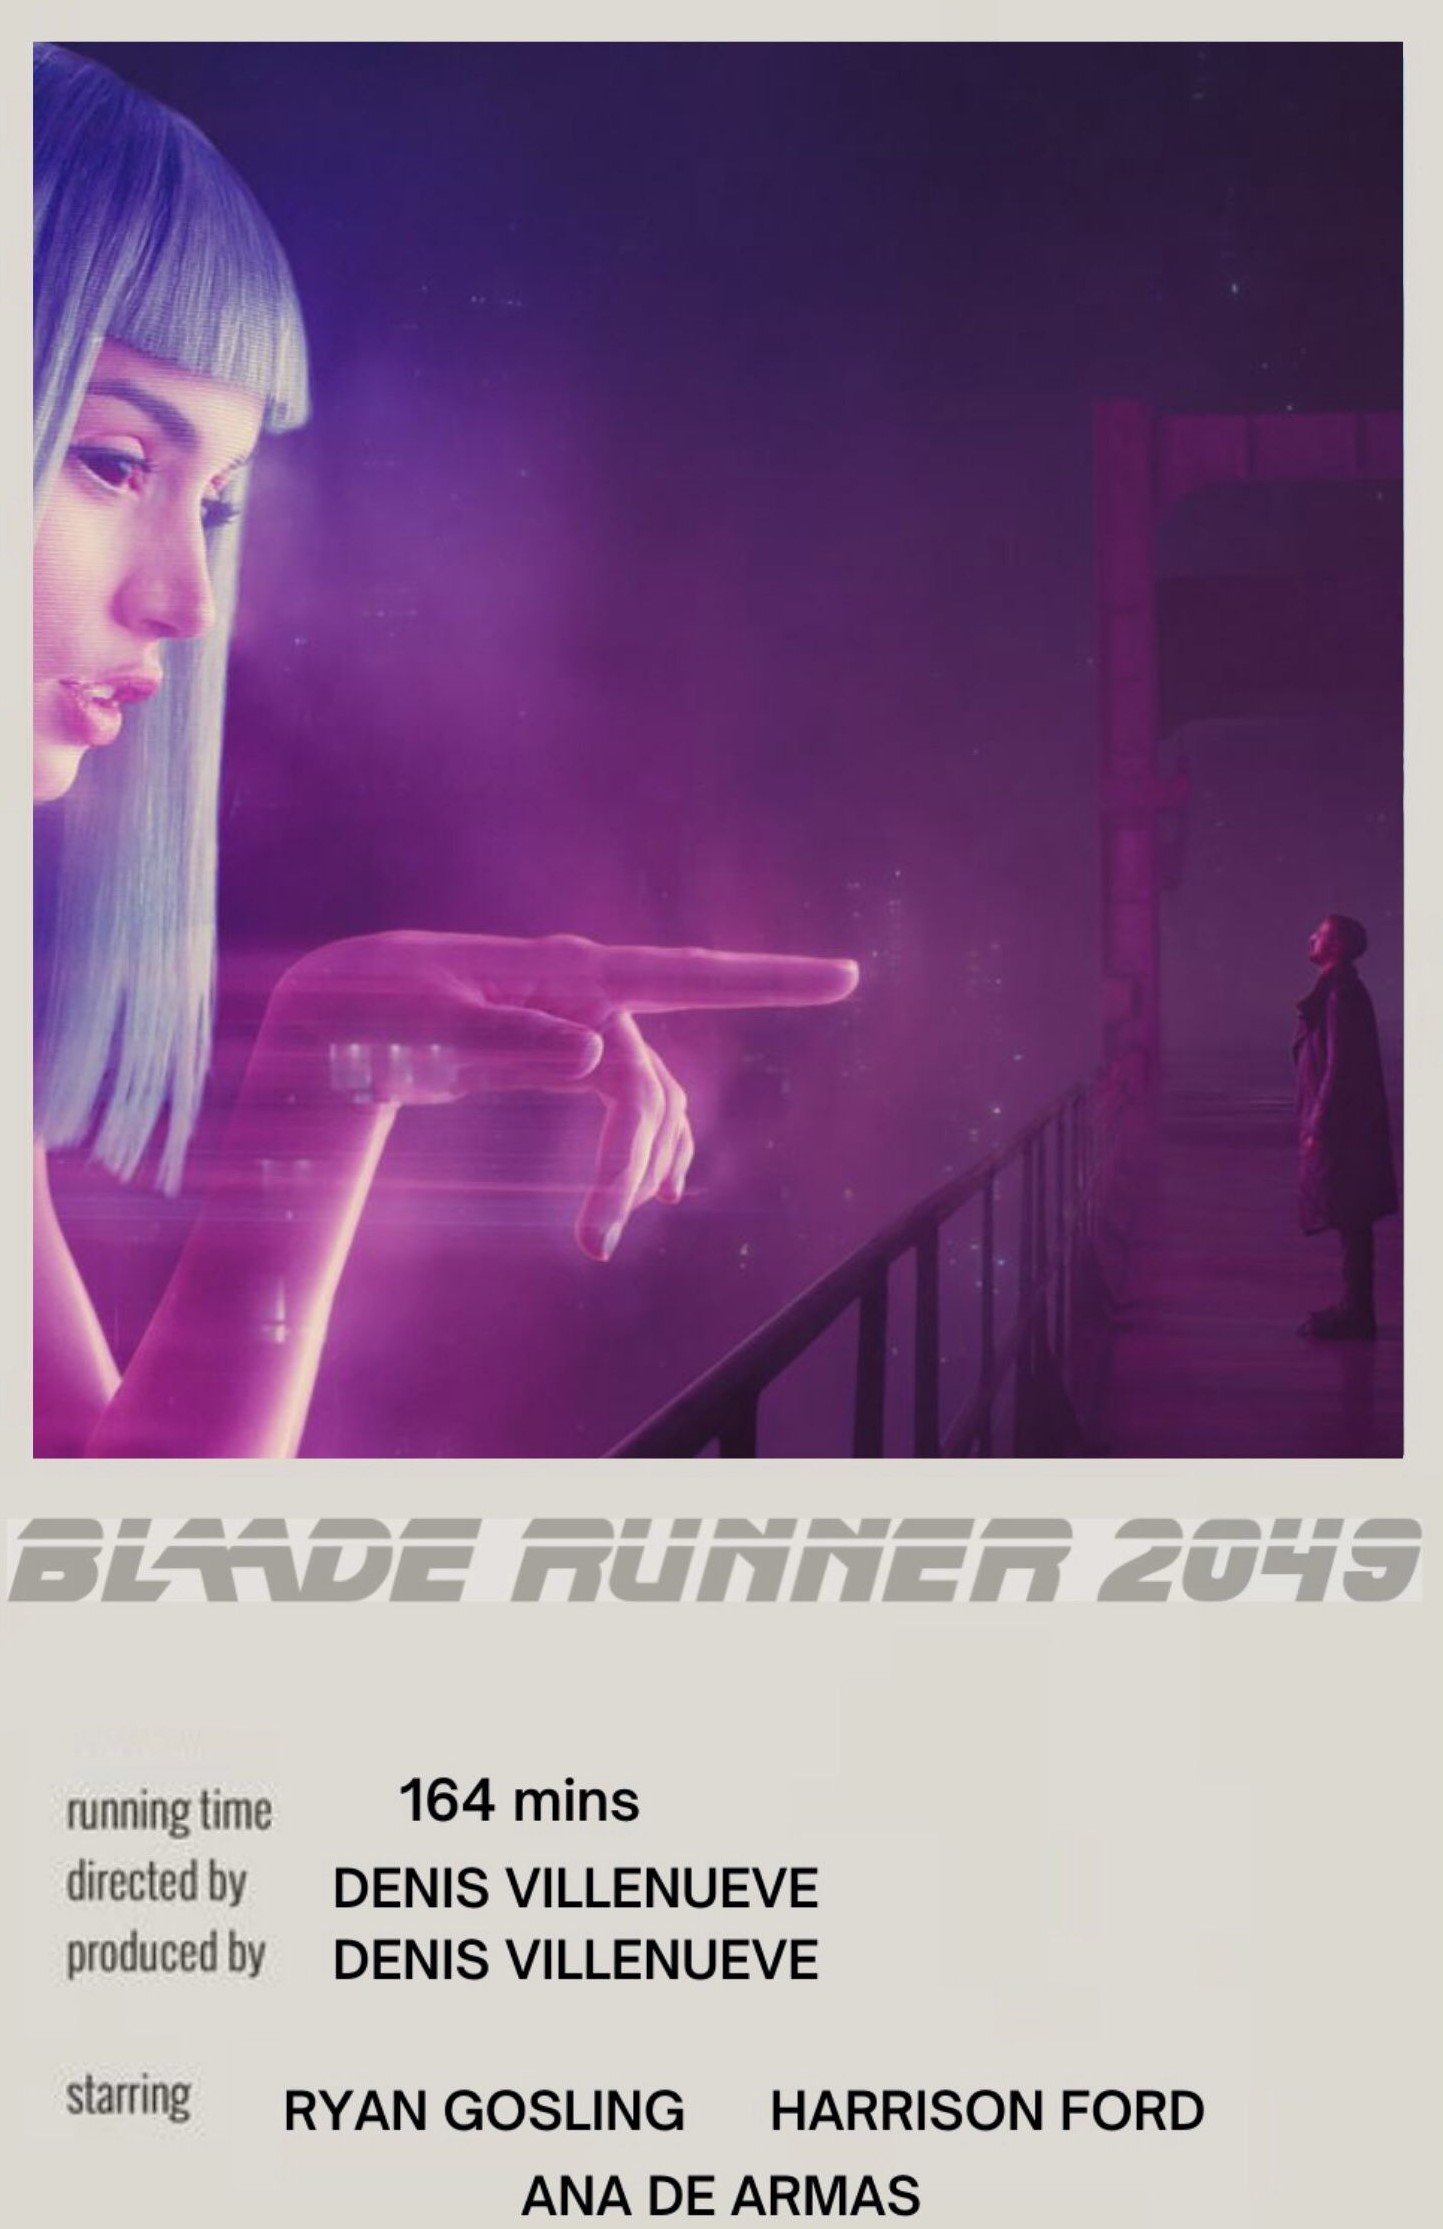 BLADE RUNNER 2049
running time 164 mins
directed by DENIS VILLENUEVE
produced by DENIS VILLENUEVE
starring RYAN GOSLING HARRISON FORD
ANA DE ARMAS